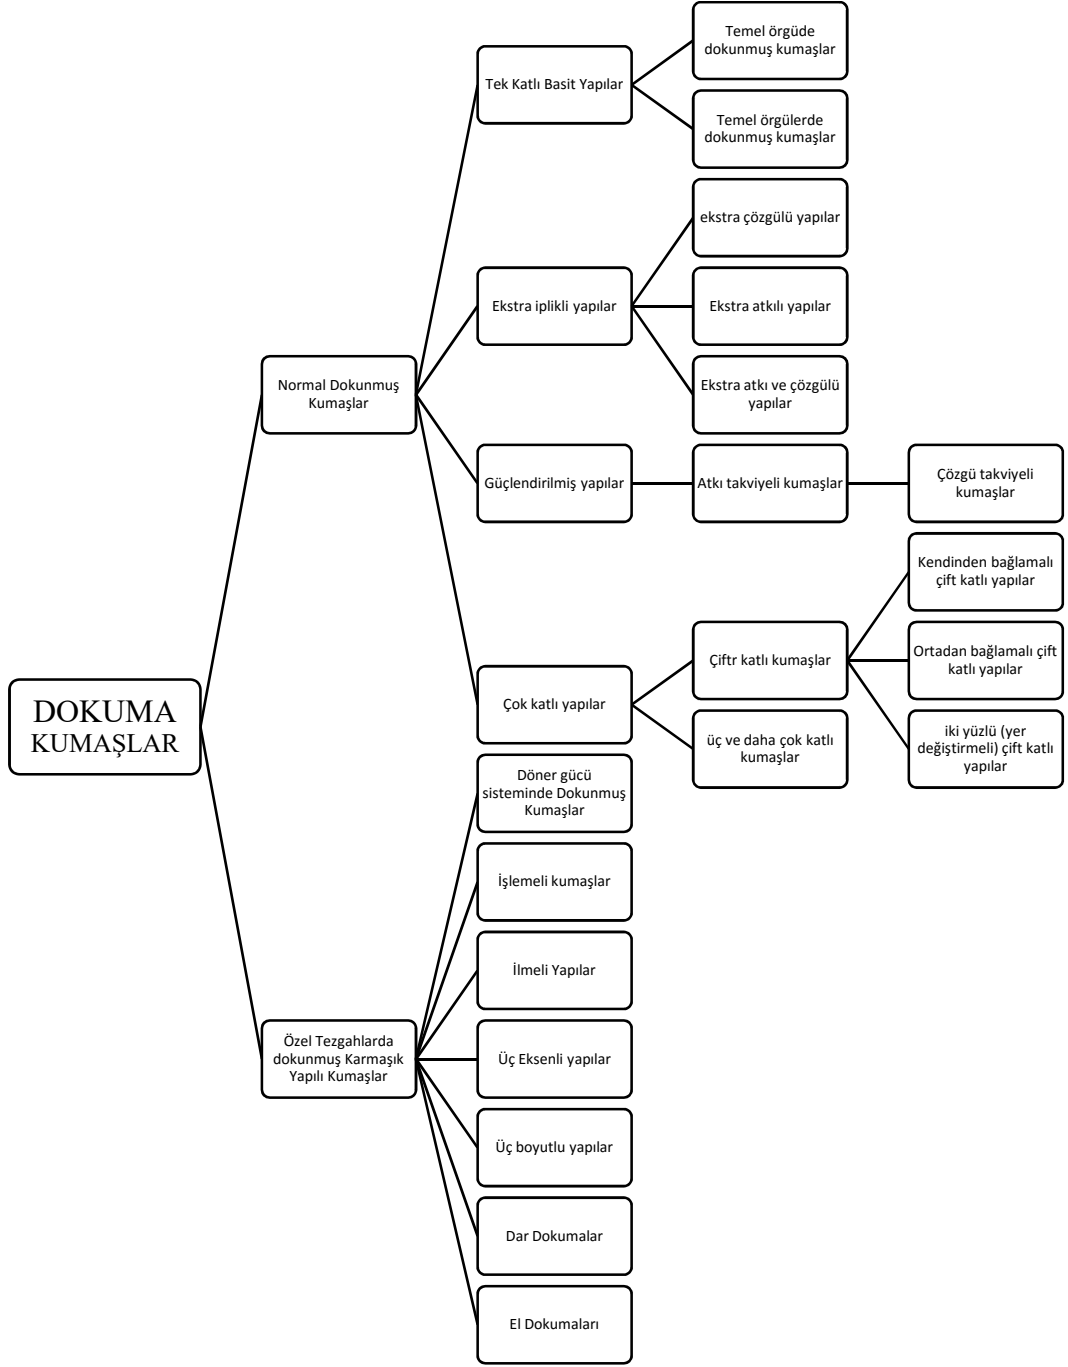 DOKUMA
KUMAŞLAR
Normal Dokunmuş
Kumaşlar
Tek Katlı Basit Yapılar
Temel örgüde
dokunmuş kumaşlar
Temel örgülerde
dokunmuş kumaşlar
Ekstra iplikli yapılar
ekstra çözgülü yapılar
Ekstra atkılı yapılar
Ekstra atkı ve çözgülü
yapılar
Güçlendirilmiş yapılar
Atkı takviyeli kumaşlar
Çözgü takviyeli
kumaşlar
Çok katlı yapılar
Çiftr katlı kumaşlar
Kendinden bağlamalı
çift katlı yapılar
Ortadan bağlamalı çift
katlı yapılar
iki yüzlü (yer
değiştirmeli) çift katlı
yapılar
üç ve daha çok katlı
kumaşlar
Özel Tezgahlarda
dokunmuş Karmaşık
Yapılı Kumaşlar
Döner gücü
sisteminde Dokunmuş
Kumaşlar
İşlemeli kumaşlar
İlmeli Yapılar
Üç Eksenli yapılar
Üç boyutlu yapılar
Dar Dokumalar
El Dokumaları